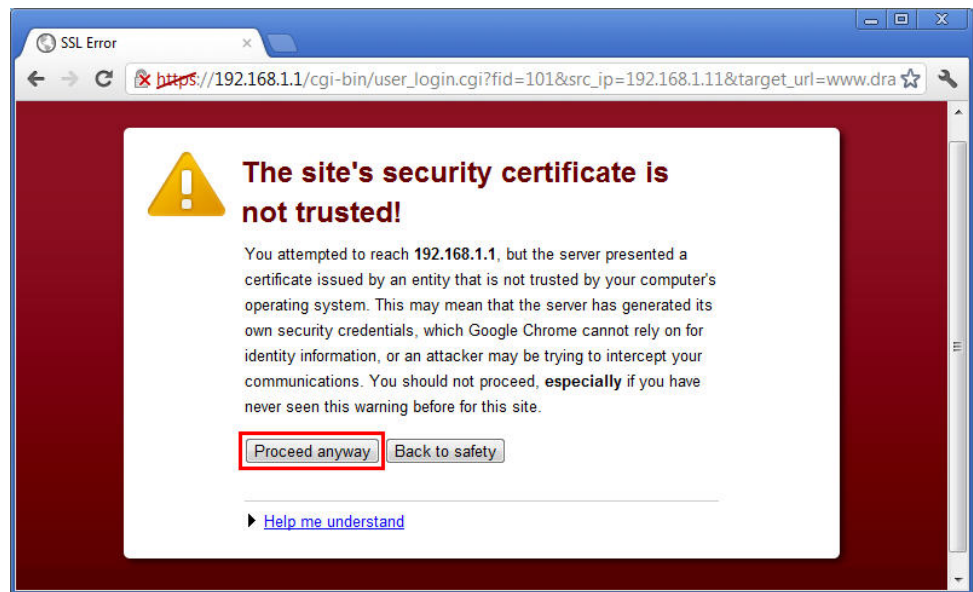 SSL Error
https://192.168.1.1/cgi-bin/user_login.cgi?fid=101&src_ip=192.168.1.11&target_url=www.dra
The site's security certificate is
not trusted!
You attempted to reach 192.168.1.1, but the server presented a
certificate issued by an entity that is not trusted by your computer's
operating system. This may mean that the server has generated its
own security credentials, which Google Chrome cannot rely on for
identity information, or an attacker may be trying to intercept your
communications. You should not proceed, especially if you have
never seen this warning before for this site.
Proceed anyway Back to safety
Help me understand